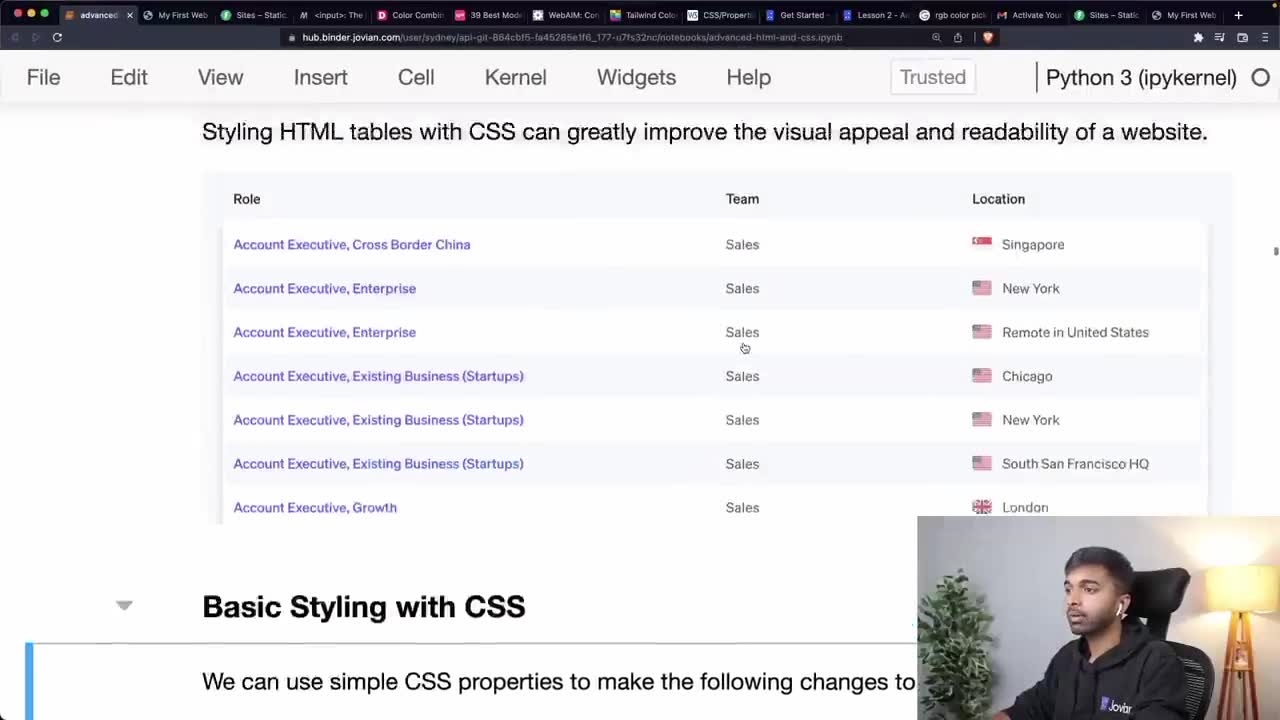 advan
My First Web
Sites – Static
<input>: The
Color Combin
39 Best Mode
WebAIM: Con
Tailwind Colo
CSS/Properti
Get Started -
Lesson 2 - A
rgb color pick
Activate Your
Sites – Static
My First Web
hub.binder.jovian.com/user/sydney/api-git-864cbf5-fa45285e1f6_177-u7fs32nc/notebooks/advanced-html-and-css.ipynb
File Edit View Insert Cell Kernel Widgets Help Trusted Python 3 (ipykernel)
Styling HTML tables with CSS can greatly improve the visual appeal and readability of a website.
Role Team Location
Account Executive, Cross Border China Sales Singapore
Account Executive, Enterprise Sales New York
Account Executive, Enterprise Sales Remote in United States
Account Executive, Existing Business (Startups) Sales Chicago
Account Executive, Existing Business (Startups) Sales New York
Account Executive, Existing Business (Startups) Sales South San Francisco HQ
Account Executive, Growth Sales London
Basic Styling with CSS
We can use simple CSS properties to make the following changes to
Jovian